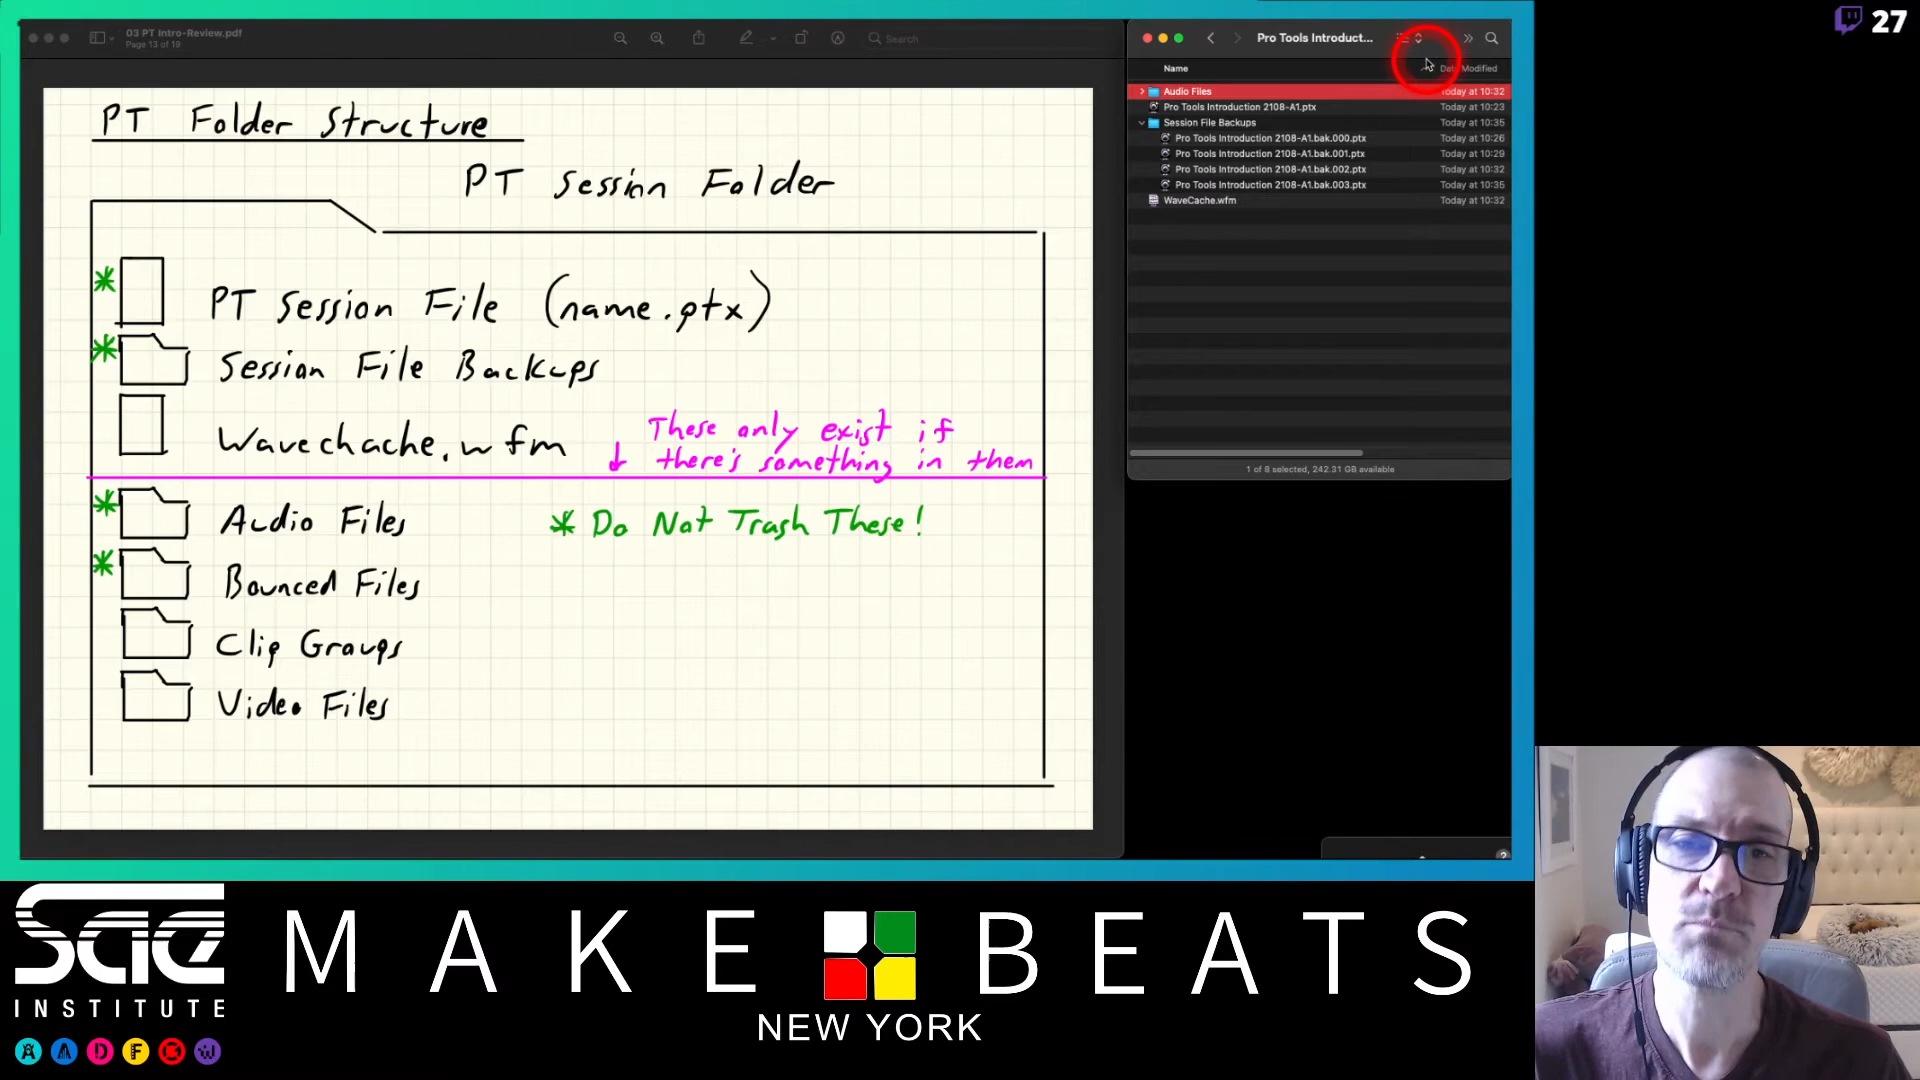 03 PT Intro-Review.pdf
Page 13 of 19
Search
27
Pro Tools Introduct...
Name
Date Modified
Audio Files
Today at 10:32
Pro Tools Introduction 2108-A1.ptx
Today at 10:23
Session File Backups
Today at 10:35
Pro Tools Introduction 2108-A1.bak.000.ptx
Today at 10:26
Pro Tools Introduction 2108-A1.bak.001.ptx
Today at 10:29
Pro Tools Introduction 2108-A1.bak.002.ptx
Today at 10:32
Pro Tools Introduction 2108-A1.bak.003.ptx
Today at 10:35
WaveCache.wfm
Today at 10:32
1 of 8 selected, 242.31 GB available
PT Folder Structure
PT Session Folder
* PT Session File (name.ptx)
* Session File Backups
Wavechache.wfm
↓ These only exist if
there's something in them
* Audio Files
* Do Not Trash These!
* Bounced Files
Clip Groups
Video Files
?
sae
INSTITUTE
A A D F W
MAKE BEATS
NEW YORK